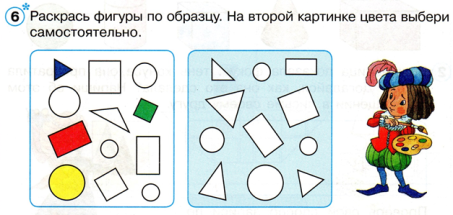 6* Раскрась фигуры по образцу. На второй картинке цвета выбери
самостоятельно.